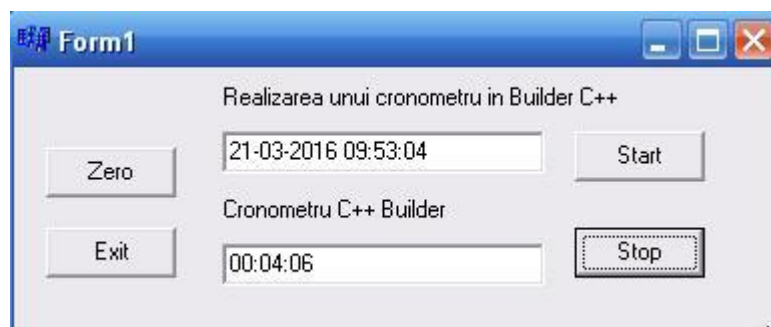 Form1
Realizarea unui cronometru in Builder C++
21-03-2016 09:53:04
Start
Zero
Cronometru C++ Builder
Exit
00:04:06
Stop